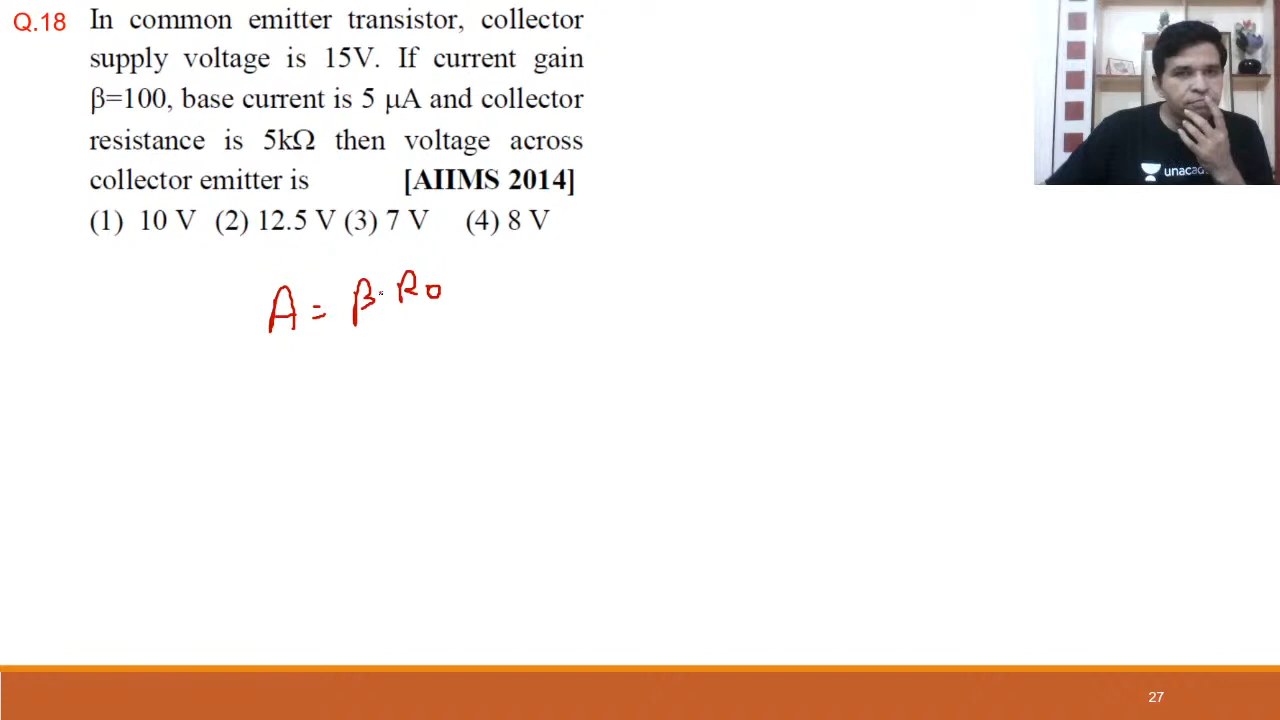 Q.18 In common emitter transistor, collector
supply voltage is 15V. If current gain
β=100, base current is 5 μA and collector
resistance is 5kΩ then voltage across
collector emitter is [AIIMS 2014]
(1) 10 V (2) 12.5 V (3) 7 V (4) 8 V
A = β. R0
unacad
27